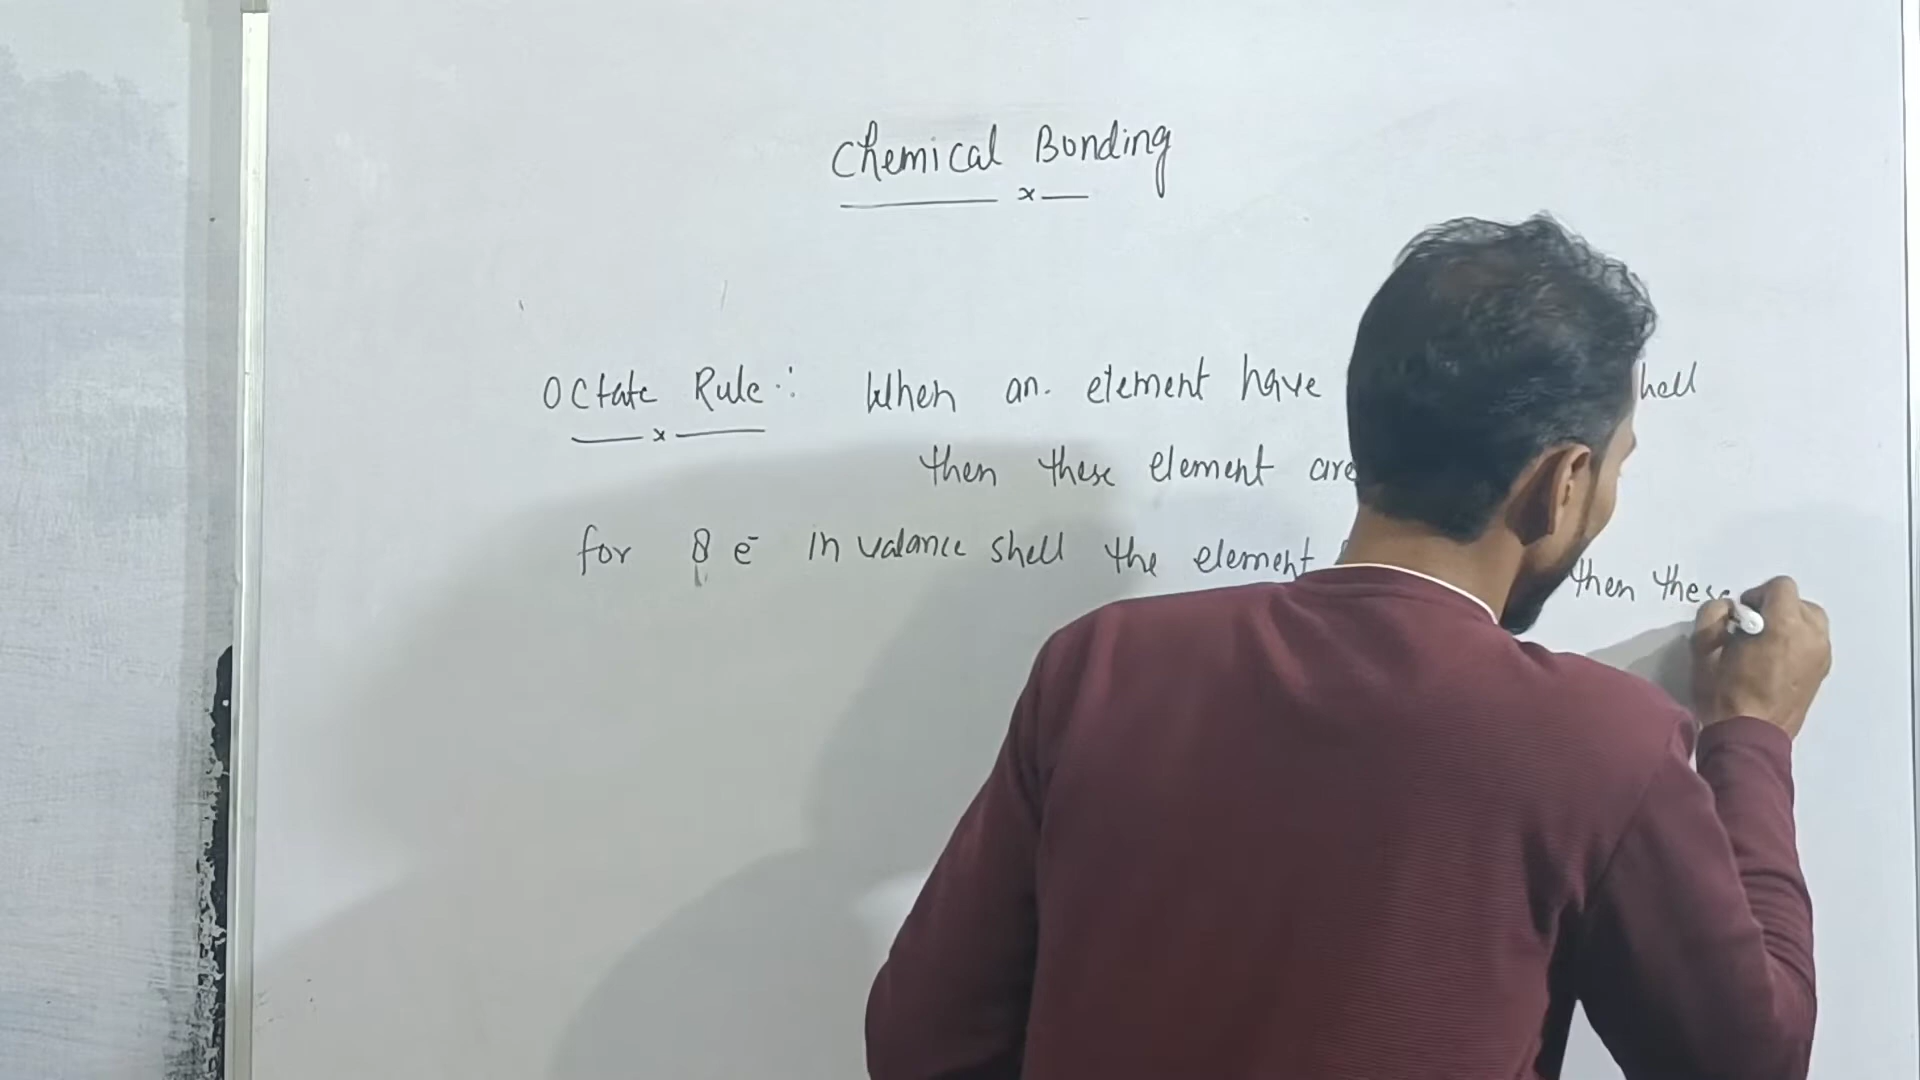 Chemical Bonding
Octate Rule :- When an element have hell
then these element are
for 8 e- in valance shell the element then these